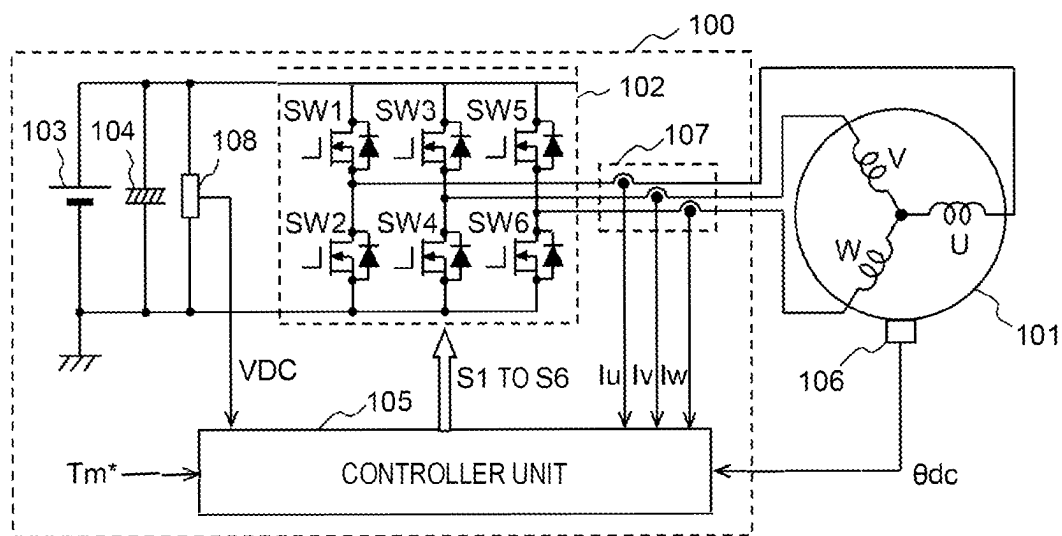 100
102
SW1 SW3 SW5
103 104 108
107
V
W
U
SW2 SW4 SW6
101
106
VDC
S1 TO S6
Iu Iv Iw
105
Tm*
CONTROLLER UNIT
θdc